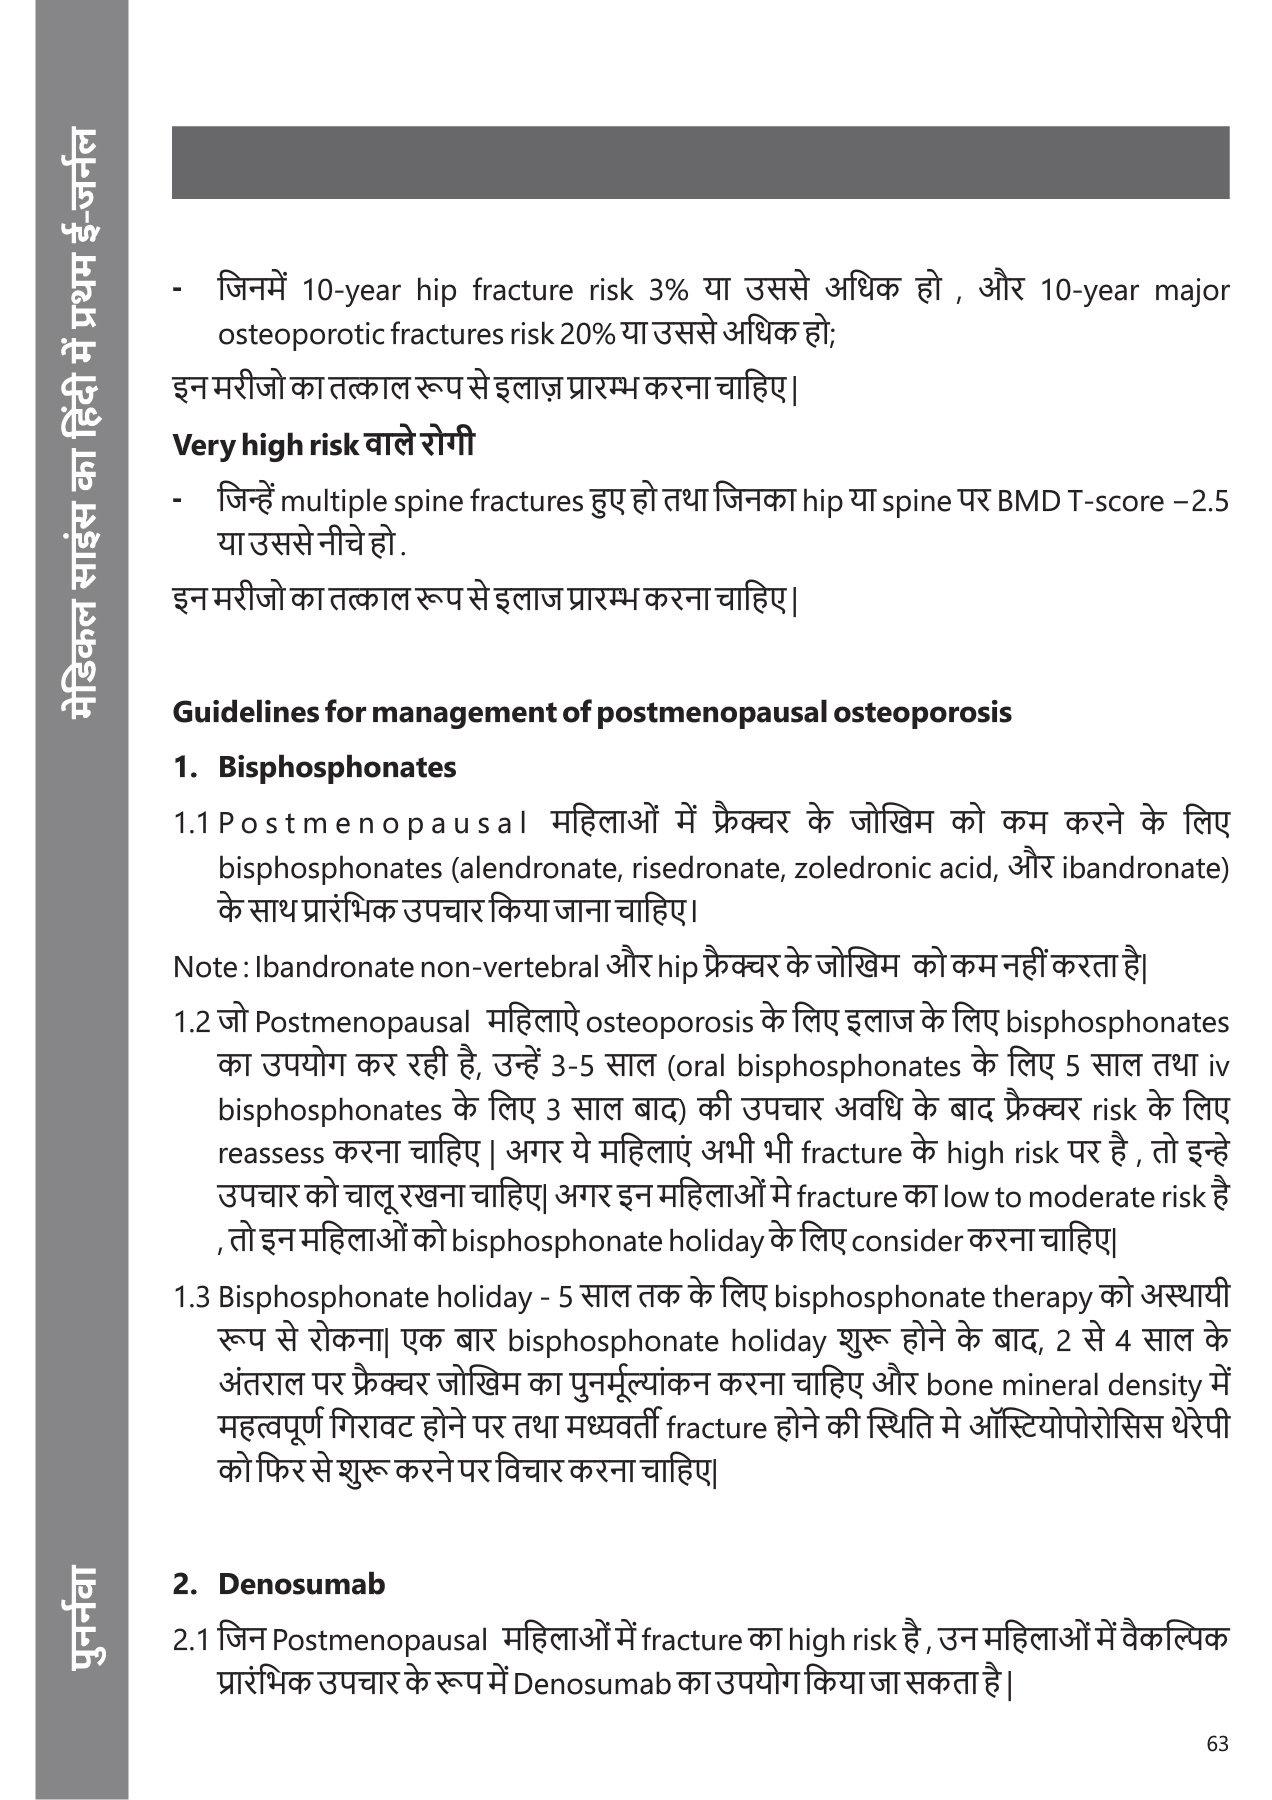 मेडिकल साइंस का हिंदी में प्रथम ई-जर्नल
- जिनमें 10-year hip fracture risk 3% या उससे अधिक हो , और 10-year major
osteoporotic fractures risk 20% या उससे अधिक हो;
इन मरीजो का तत्काल रूप से इलाज़ प्रारम्भ करना चाहिए |
Very high risk वाले रोगी
- जिन्हें multiple spine fractures हुए हो तथा जिनका hip या spine पर BMD T-score –2.5
या उससे नीचे हो .
इन मरीजो का तत्काल रूप से इलाज प्रारम्भ करना चाहिए |
Guidelines for management of postmenopausal osteoporosis
1. Bisphosphonates
1.1 Postmenopausal महिलाओं में फ्रैक्चर के जोखिम को कम करने के लिए
bisphosphonates (alendronate, risedronate, zoledronic acid, और ibandronate)
के साथ प्रारंभिक उपचार किया जाना चाहिए।
Note : Ibandronate non-vertebral और hip फ्रैक्चर के जोखिम को कम नहीं करता है|
1.2 जो Postmenopausal महिलाऐ osteoporosis के लिए इलाज के लिए bisphosphonates
का उपयोग कर रही है, उन्हें 3-5 साल (oral bisphosphonates के लिए 5 साल तथा iv
bisphosphonates के लिए 3 साल बाद) की उपचार अवधि के बाद फ्रैक्चर risk के लिए
reassess करना चाहिए | अगर ये महिलाएं अभी भी fracture के high risk पर है , तो इन्हे
उपचार को चालू रखना चाहिए| अगर इन महिलाओं मे fracture का low to moderate risk है
, तो इन महिलाओं को bisphosphonate holiday के लिए consider करना चाहिए|
1.3 Bisphosphonate holiday - 5 साल तक के लिए bisphosphonate therapy को अस्थायी
रूप से रोकना| एक बार bisphosphonate holiday शुरू होने के बाद, 2 से 4 साल के
अंतराल पर फ्रैक्चर जोखिम का पुनर्मूल्यांकन करना चाहिए और bone mineral density में
महत्वपूर्ण गिरावट होने पर तथा मध्यवर्ती fracture होने की स्थिति मे ऑस्टियोपोरोसिस थेरेपी
को फिर से शुरू करने पर विचार करना चाहिए|
2. Denosumab
2.1 जिन Postmenopausal महिलाओं में fracture का high risk है , उन महिलाओं में वैकल्पिक
प्रारंभिक उपचार के रूप में Denosumab का उपयोग किया जा सकता है |
पुनर्नवा
63